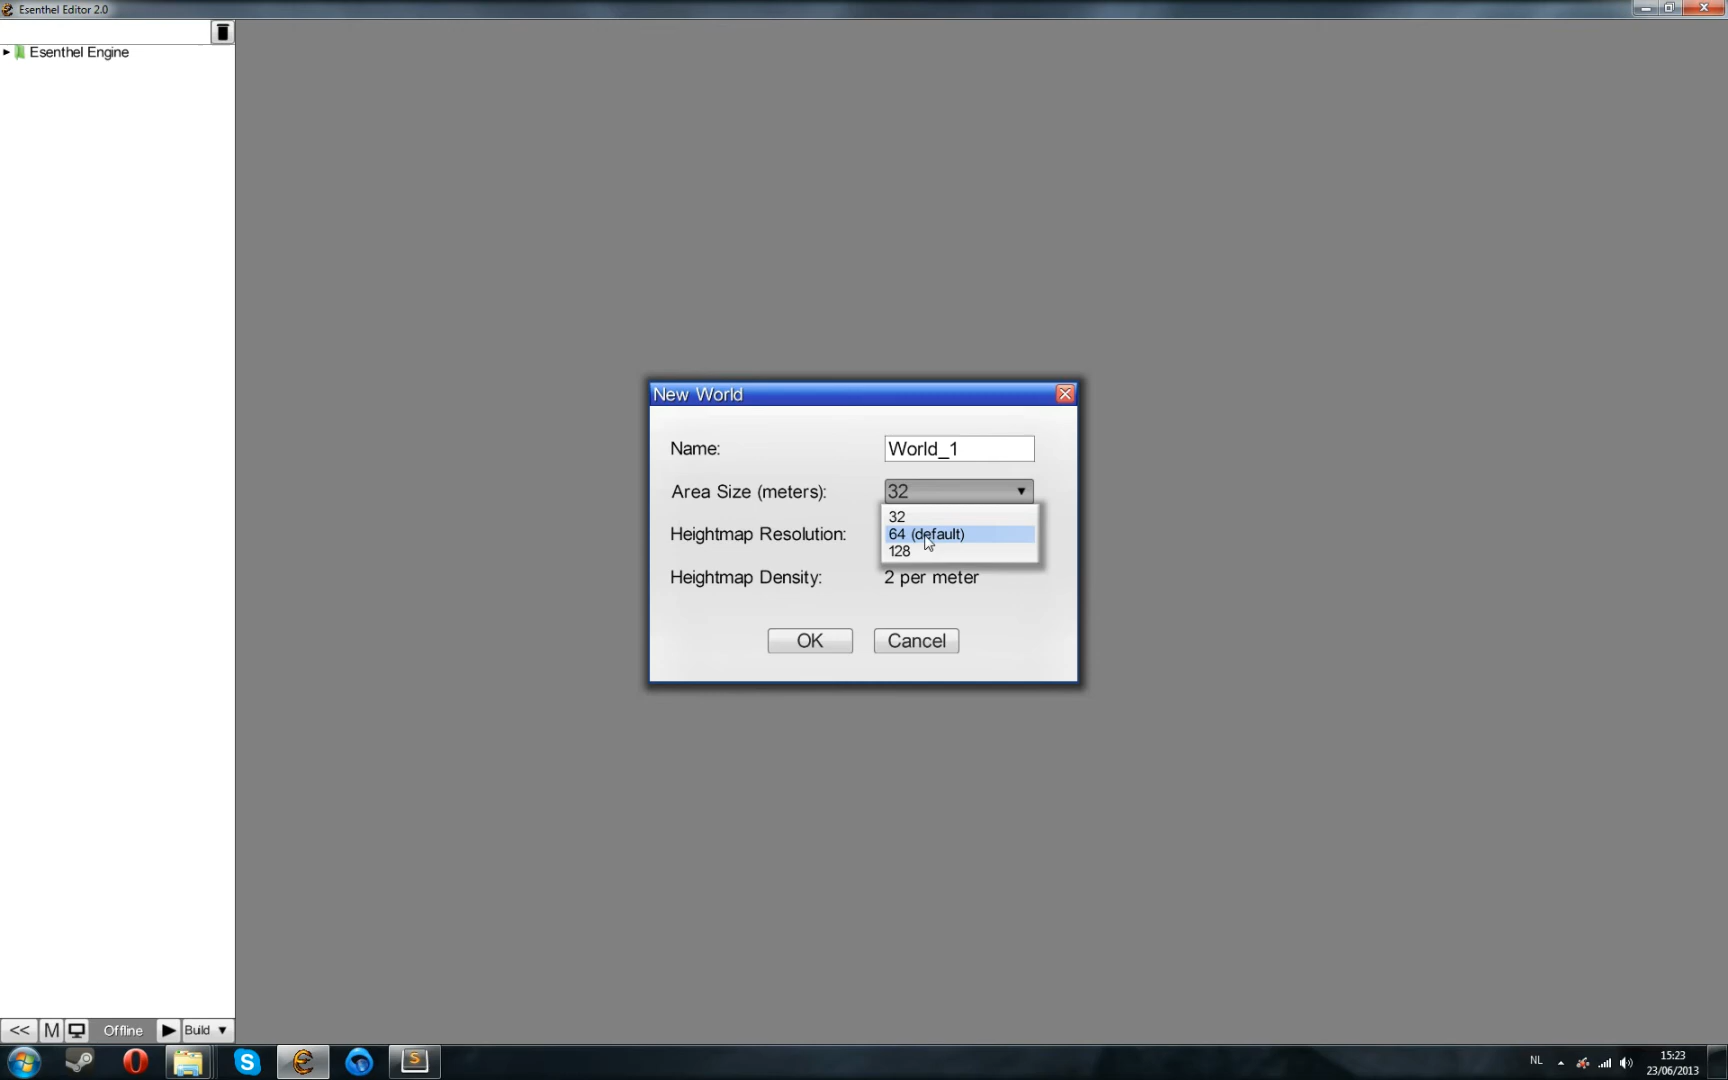 Esenthel Editor 2.0
Esenthel Engine
New World
Name:
World_1
Area Size (meters):
32
32
Heightmap Resolution:
64 (default)
128
Heightmap Density:
2 per meter
OK
Cancel
<<
M
Offline
Build
S
S
NL
15:23
23/06/2013